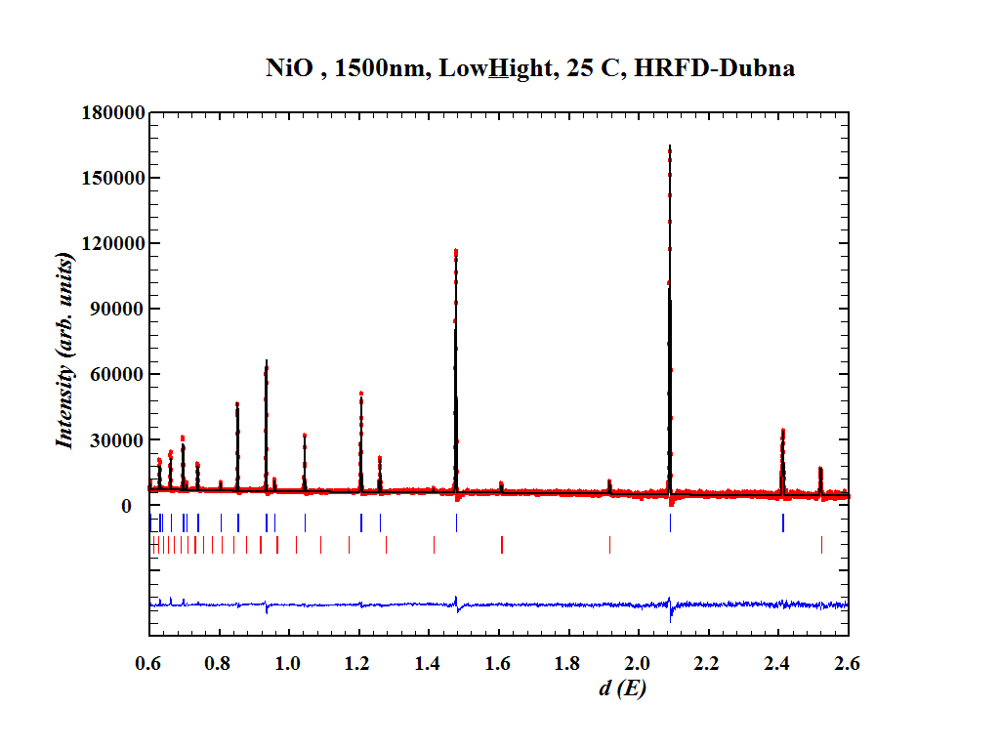 NiO , 1500nm, LowHight, 25 C, HRFD-Dubna
180000
150000
120000
90000
60000
30000
0
Intensity (arb. units)
0.6 0.8 1.0 1.2 1.4 1.6 1.8 2.0 2.2 2.4 2.6
d (E)